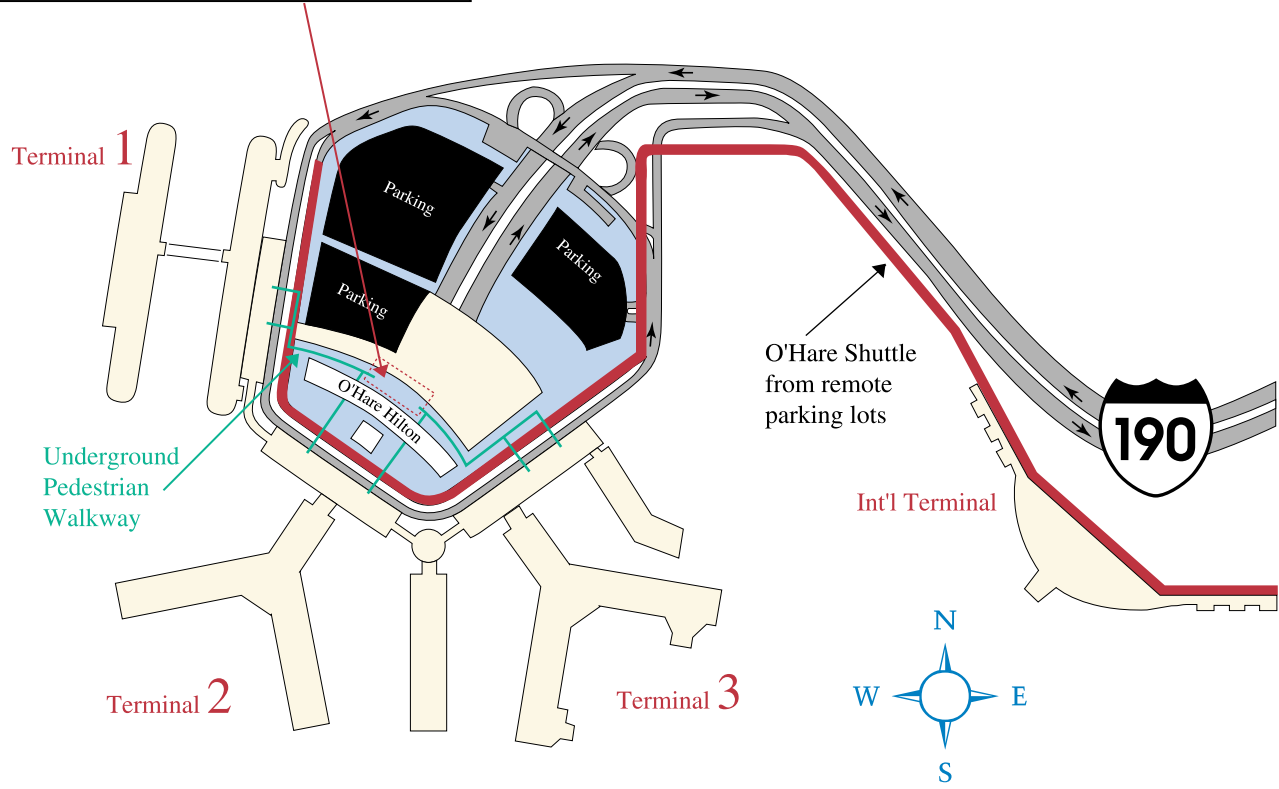 Terminal 1
Parking
Parking
Parking
O'Hare Hilton
O'Hare Shuttle
from remote
parking lots
190
Underground
Pedestrian
Walkway
Int'l Terminal
Terminal 2
Terminal 3
N
W
E
S